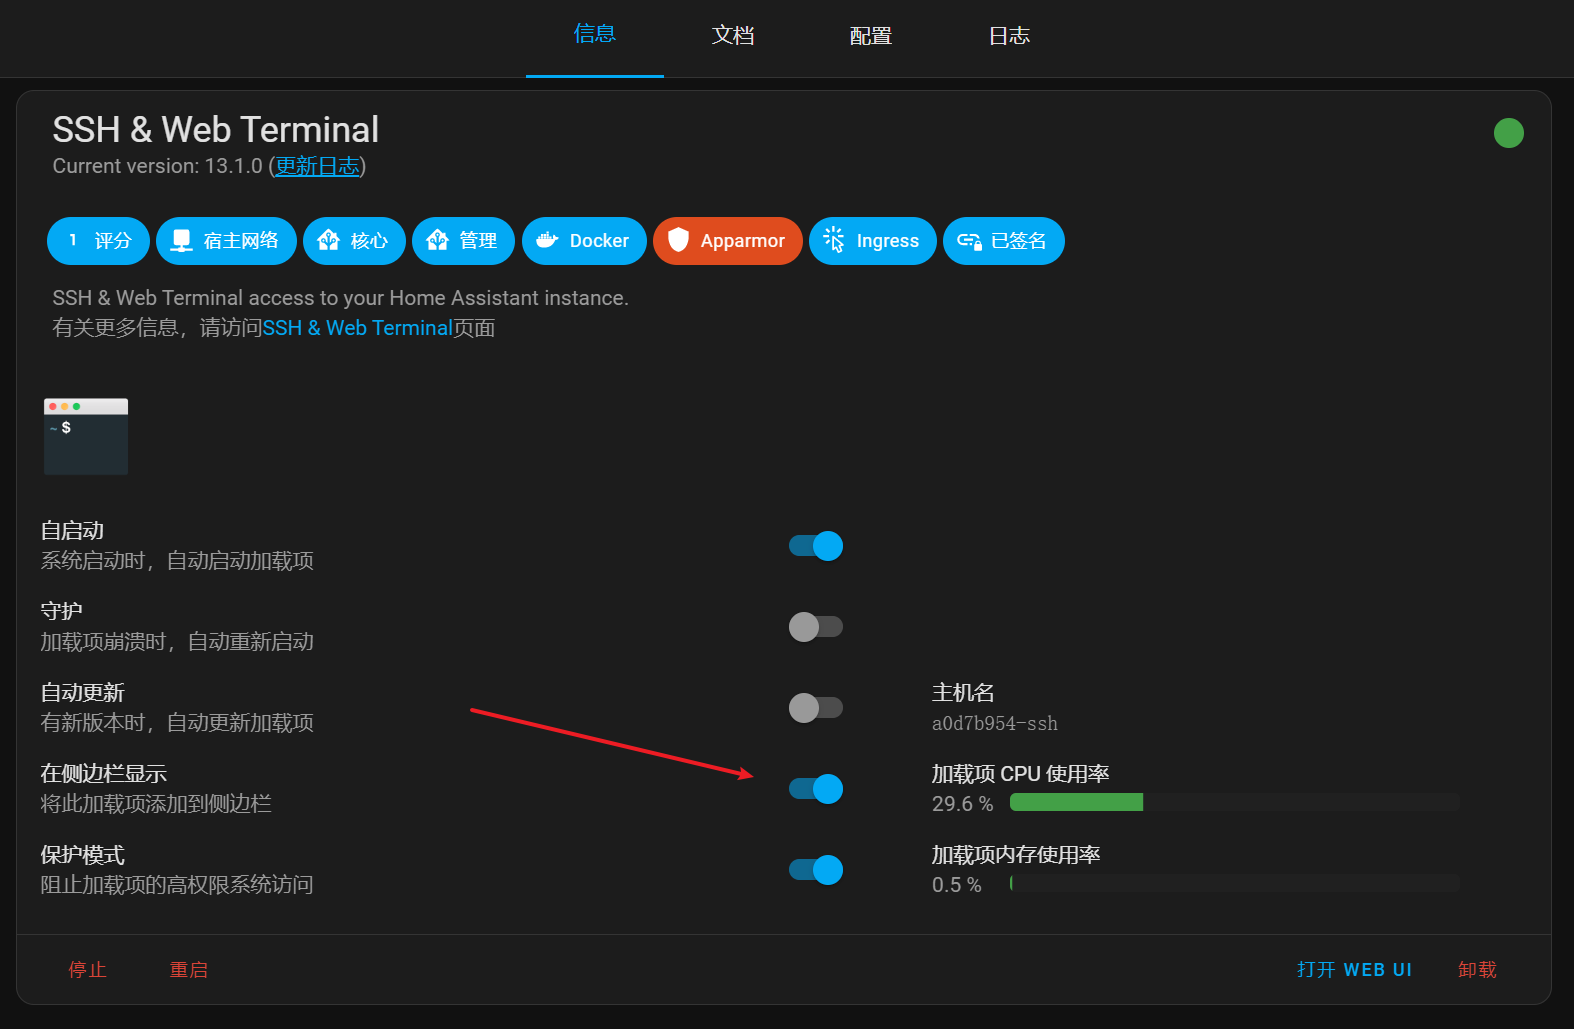 信息 文档 配置 日志
SSH & Web Terminal
Current version: 13.1.0 (更新日志)
1 评分 宿主网络 核心 管理 Docker Apparmor Ingress 已签名
SSH & Web Terminal access to your Home Assistant instance.
有关更多信息，请访问SSH & Web Terminal页面
~ $
自启动
系统启动时，自动启动加载项
守护
加载项崩溃时，自动重新启动
自动更新
有新版本时，自动更新加载项
主机名
a0d7b954-ssh
在侧边栏显示
将此加载项添加到侧边栏
加载项 CPU 使用率
29.6 %
保护模式
阻止加载项的高权限系统访问
加载项内存使用率
0.5 %
停止 重启 打开 WEB UI 卸载